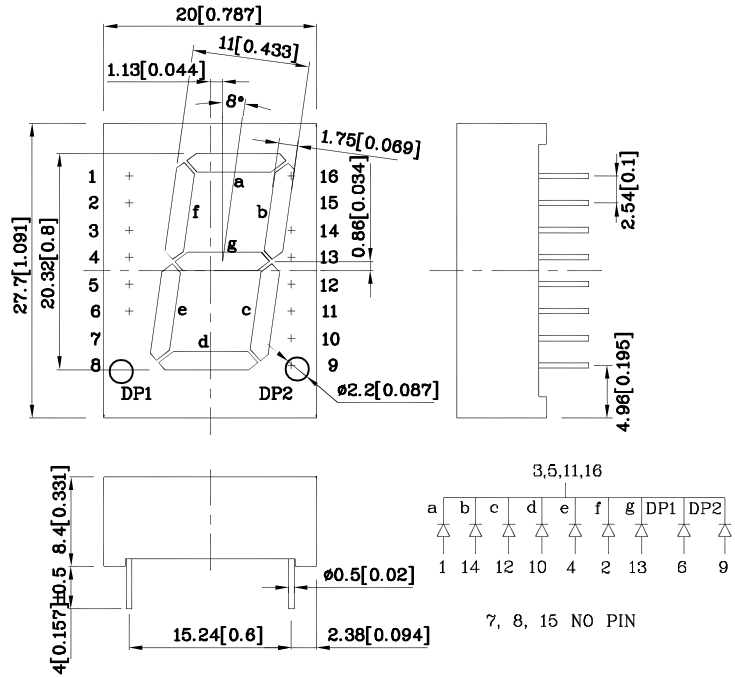 20[0.787]
11[0.433]
1.13[0.044]
8°
1.75[0.069]
1 16
2 15
3 14
4 13
5 12
6 11
7 10
8 9
a
f b
g
e c
d
DP1 DP2
0.86[0.034]
27.7[1.091]
20.32[0.8]
ø2.2[0.087]
2.54[0.1]
4.96[0.195]
8.4[0.331]
4[0.157]±0.5
ø0.5[0.02]
15.24[0.6] 2.38[0.094]
3,5,11,16
a b c d e f g DP1 DP2
1 14 12 10 4 2 13 6 9
7, 8, 15 NO PIN